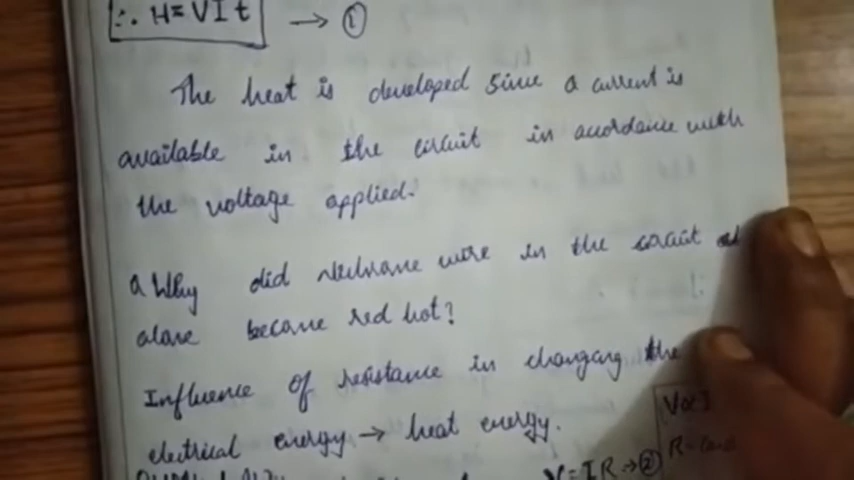 ∴ H = VIt → ①
The heat is developed since a current is
available in the circuit in accordance with
the voltage applied.
Q Why did nichrome wire in the circuit
alone became red hot?
Influence of resistance in changing the
electrical energy → heat energy.
V∝I
R-
V = IR → ②